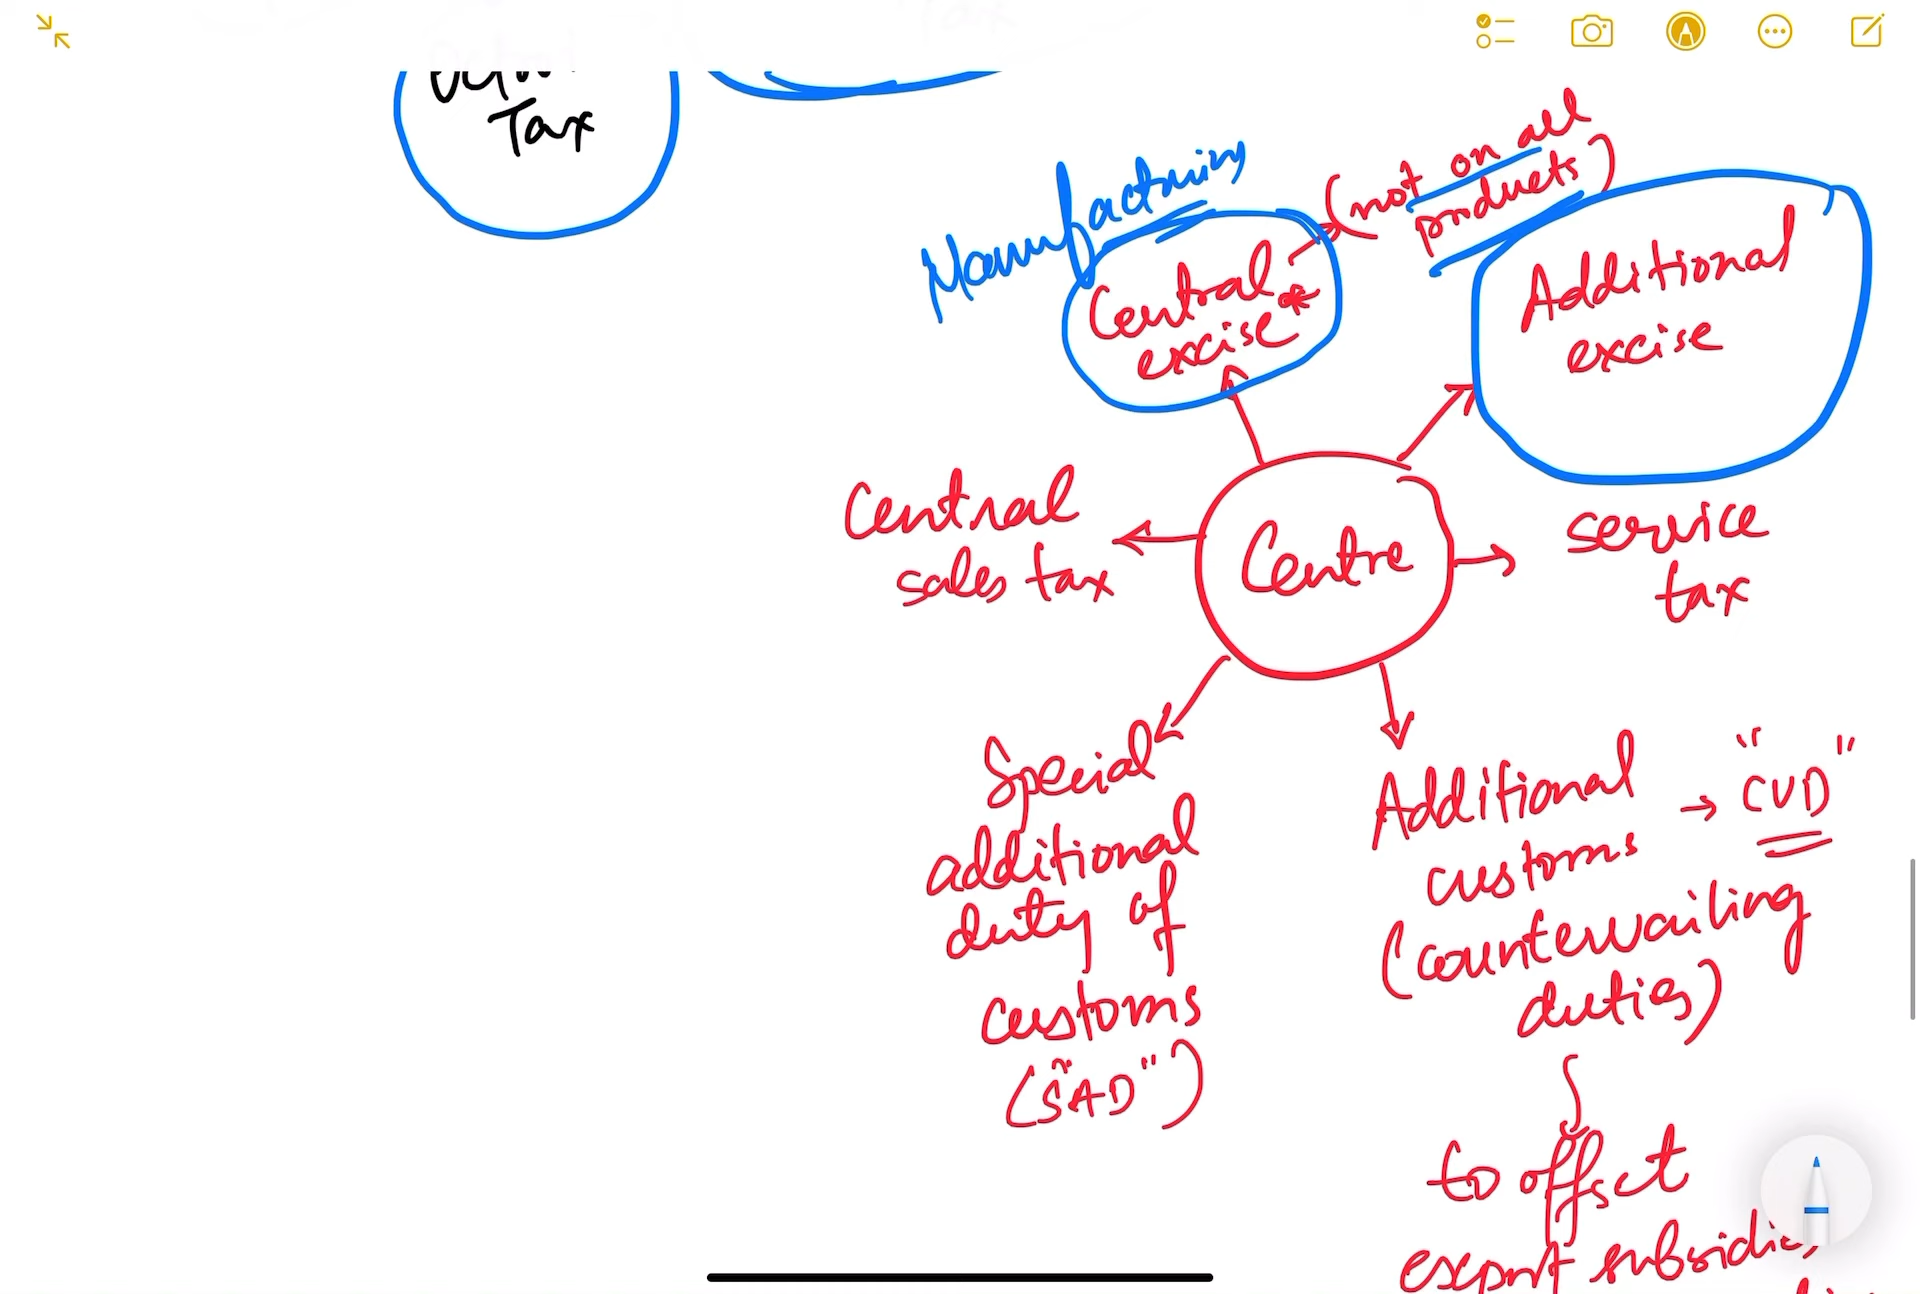 Tax
Manufacturing
(not on all
products)
Central
excise*
Additional
excise
Central
sales tax
Centre
service
tax
Special
additional
duty of
customs
("SAD")
Additional
customs → "CVD"
(counterwailing
duties)
to offset
export subsidies